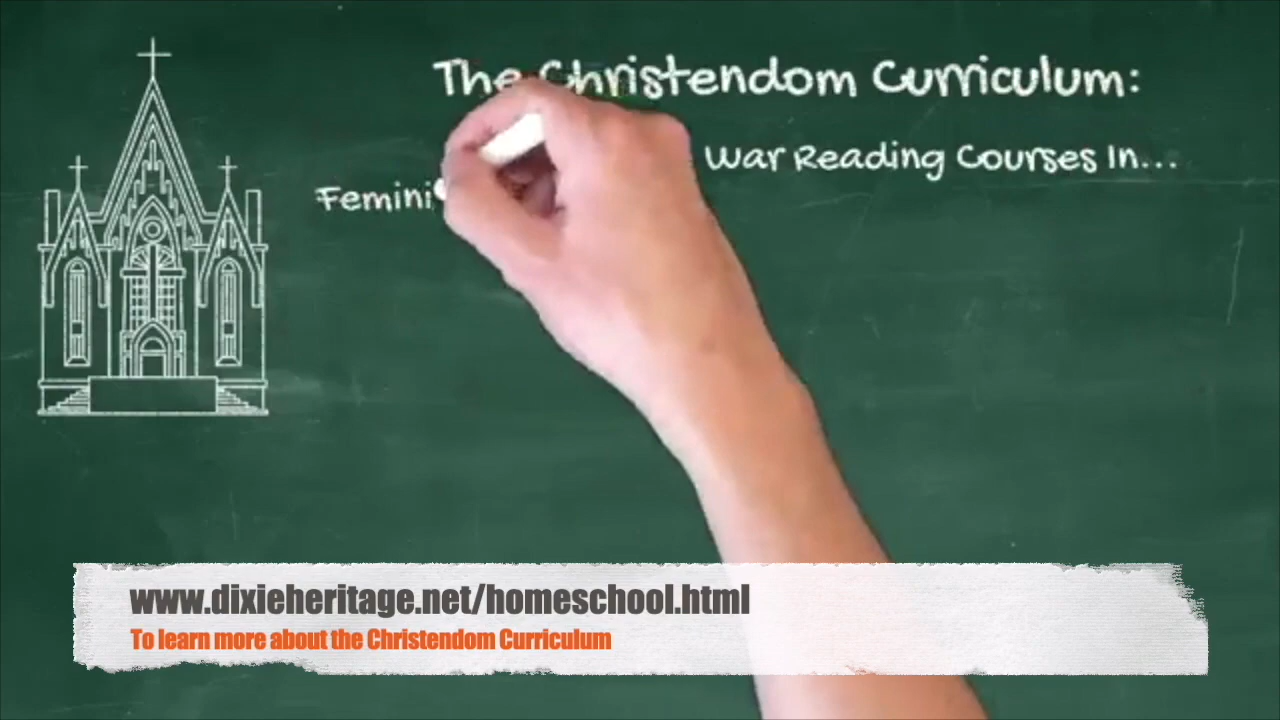 The Christendom Curriculum:
War Reading Courses In...
Femini
www.dixieheritage.net/homeschool.html
To learn more about the Christendom Curriculum